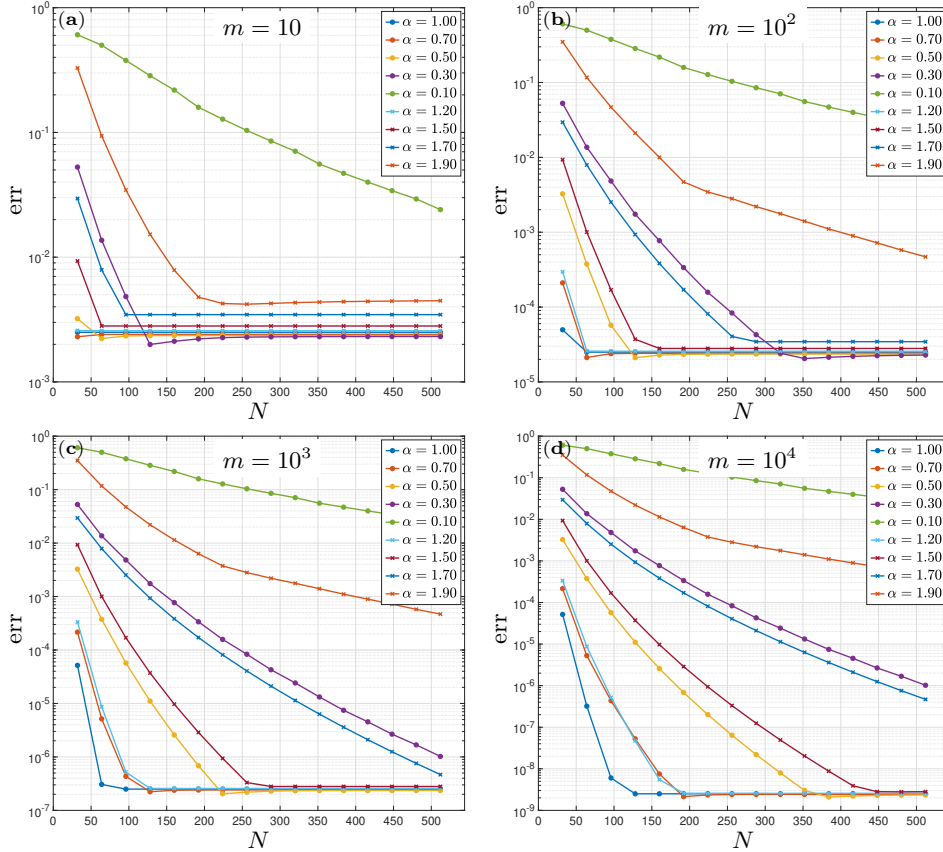 (a)
m = 10
10^0
10^-1
10^-2
10^-3
err
0 50 100 150 200 250 300 350 400 450 500
N
α = 1.00
α = 0.70
α = 0.50
α = 0.30
α = 0.10
α = 1.20
α = 1.50
α = 1.70
α = 1.90
(b)
m = 10^2
10^0
10^-1
10^-2
10^-3
10^-4
10^-5
err
0 50 100 150 200 250 300 350 400 450 500
N
α = 1.00
α = 0.70
α = 0.50
α = 0.30
α = 0.10
α = 1.20
α = 1.50
α = 1.70
α = 1.90
(c)
m = 10^3
10^0
10^-1
10^-2
10^-3
10^-4
10^-5
10^-6
10^-7
err
0 50 100 150 200 250 300 350 400 450 500
N
α = 1.00
α = 0.70
α = 0.50
α = 0.30
α = 0.10
α = 1.20
α = 1.50
α = 1.70
α = 1.90
(d)
m = 10^4
10^0
10^-1
10^-2
10^-3
10^-4
10^-5
10^-6
10^-7
10^-8
10^-9
err
0 50 100 150 200 250 300 350 400 450 500
N
α = 1.00
α = 0.70
α = 0.50
α = 0.30
α = 0.10
α = 1.20
α = 1.50
α = 1.70
α = 1.90